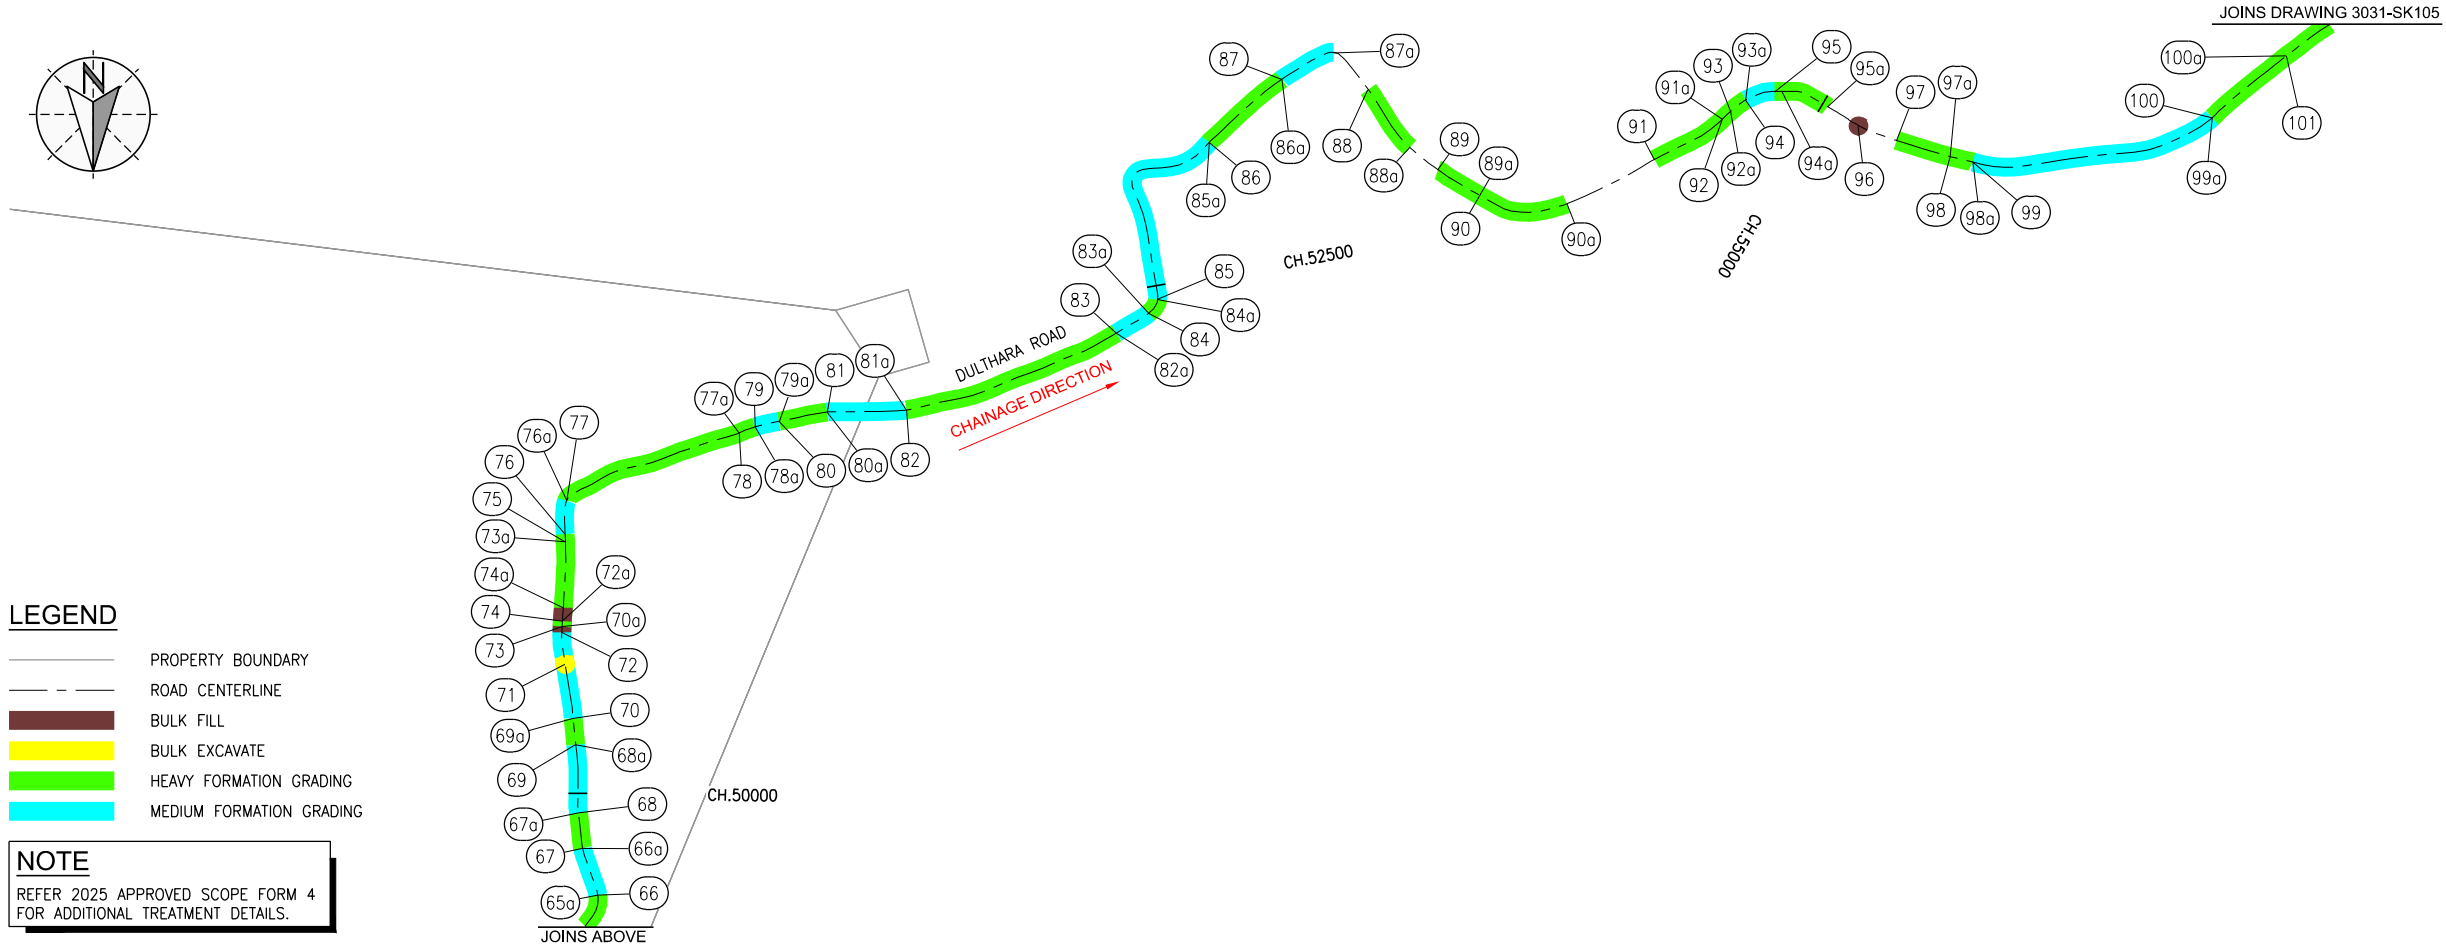 JOINS DRAWING 3031-SK105
N
87
87a
88
88a
86a
86
85a
89
89a
90
90a
91
91a
92
93
92a
93a
94
94a
95
95a
96
97
97a
98
98a
99
100
99a
100a
101
CH.52500
CH.55000
83a
85
83
84a
84
82a
DULTHARA ROAD
CHAINAGE DIRECTION
81a
81
79a
79
77a
82
80a
80
78a
78
77
76a
76
75
73a
74a
72a
74
70a
73
72
71
70
69a
68a
69
68
67a
66a
67
66
65a
CH.50000
JOINS ABOVE
LEGEND
PROPERTY BOUNDARY
ROAD CENTERLINE
BULK FILL
BULK EXCAVATE
HEAVY FORMATION GRADING
MEDIUM FORMATION GRADING
NOTE
REFER 2025 APPROVED SCOPE FORM 4
FOR ADDITIONAL TREATMENT DETAILS.